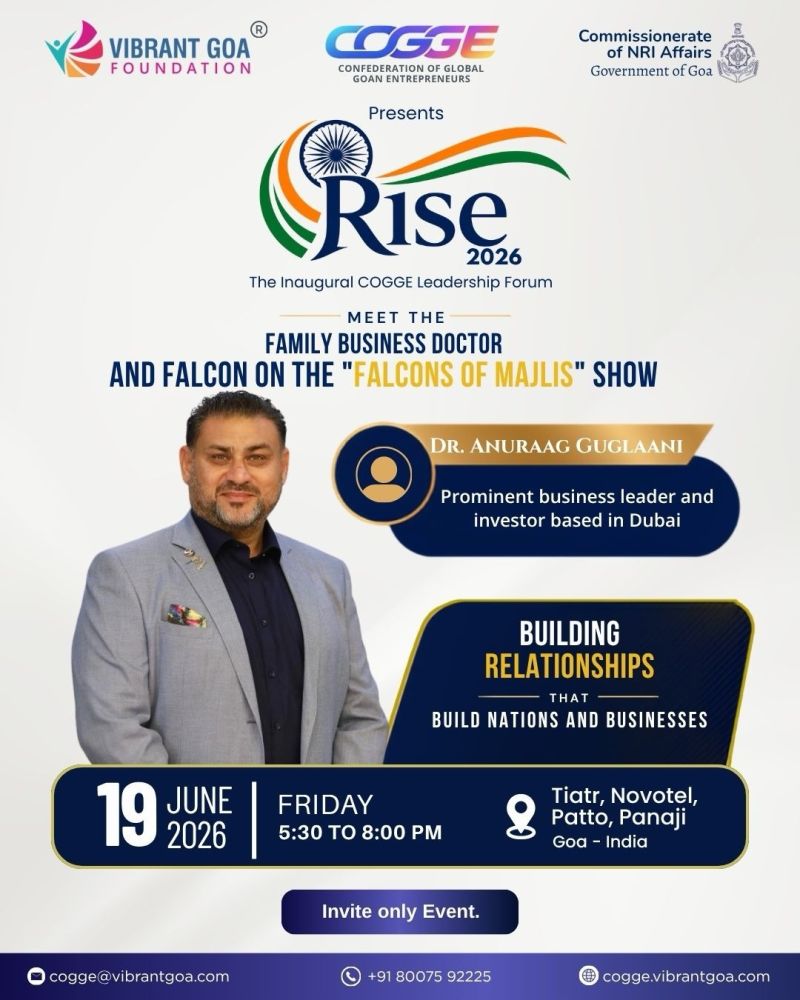 VIBRANT GOA
FOUNDATION
®
COGGE
CONFEDERATION OF GLOBAL
GOAN ENTREPRENEURS
Commissionerate
of NRI Affairs
Government of Goa
Presents
Rise
2026
The Inaugural COGGE Leadership Forum
MEET THE
FAMILY BUSINESS DOCTOR
AND FALCON ON THE "FALCONS OF MAJLIS" SHOW
DR. ANURAAG GUGLAANI
Prominent business leader and
investor based in Dubai
BUILDING
RELATIONSHIPS
THAT
BUILD NATIONS AND BUSINESSES
19 JUNE
2026
FRIDAY
5:30 TO 8:00 PM
Tiatr, Novotel,
Patto, Panaji
Goa - India
Invite only Event.
cogge@vibrantgoa.com
+91 80075 92225
cogge.vibrantgoa.com